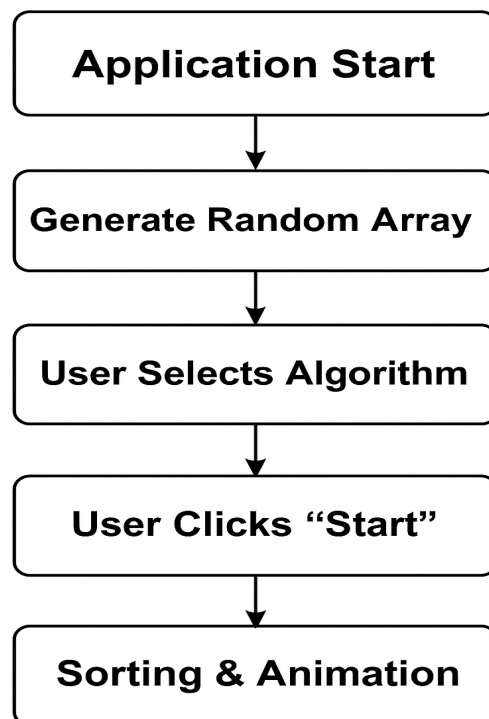 Application Start
Generate Random Array
User Selects Algorithm
User Clicks “Start”
Sorting & Animation